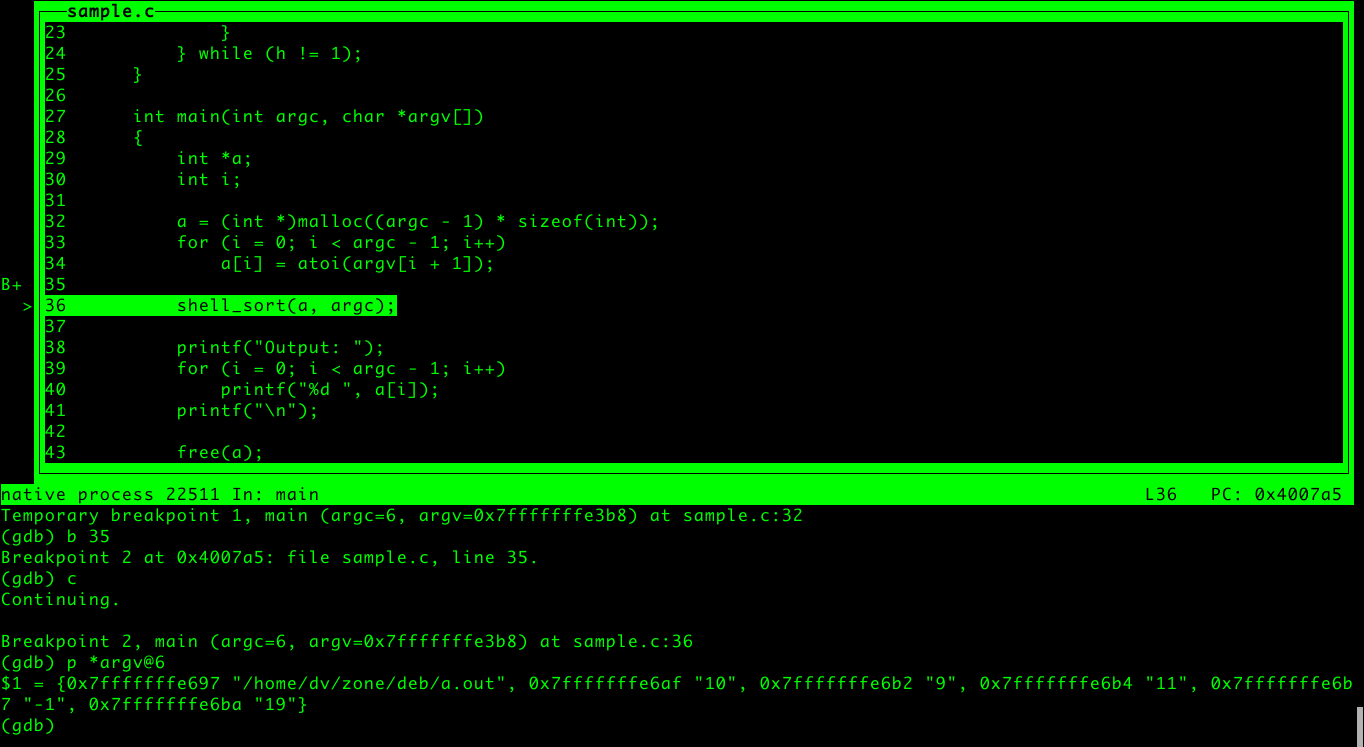 sample.c
23              }
24          } while (h != 1);
25      }
26
27      int main(int argc, char *argv[])
28      {
29          int *a;
30          int i;
31
32          a = (int *)malloc((argc - 1) * sizeof(int));
33          for (i = 0; i < argc - 1; i++)
34              a[i] = atoi(argv[i + 1]);
B+  35
  > 36          shell_sort(a, argc);
37
38          printf("Output: ");
39          for (i = 0; i < argc - 1; i++)
40              printf("%d ", a[i]);
41          printf("\n");
42
43          free(a);
native process 22511 In: main    L36   PC: 0x4007a5
Temporary breakpoint 1, main (argc=6, argv=0x7fffffffe3b8) at sample.c:32
(gdb) b 35
Breakpoint 2 at 0x4007a5: file sample.c, line 35.
(gdb) c
Continuing.

Breakpoint 2, main (argc=6, argv=0x7fffffffe3b8) at sample.c:36
(gdb) p *argv@6
$1 = {0x7fffffffe697 "/home/dv/zone/deb/a.out", 0x7fffffffe6af "10", 0x7fffffffe6b2 "9", 0x7fffffffe6b4 "11", 0x7fffffffe6b
7 "-1", 0x7fffffffe6ba "19"}
(gdb)